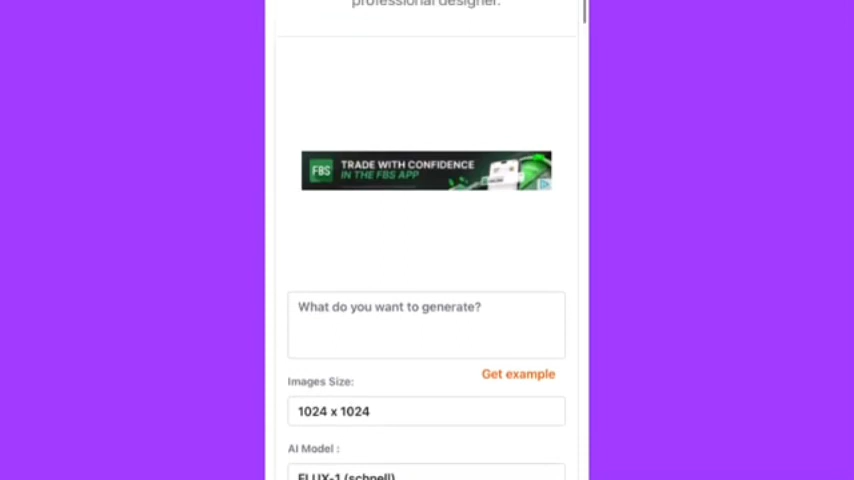 professional designer.
FBS
TRADE WITH CONFIDENCE
IN THE FBS APP
What do you want to generate?
Get example
Images Size:
1024 x 1024
AI Model :
FLUX-1 (schnell)